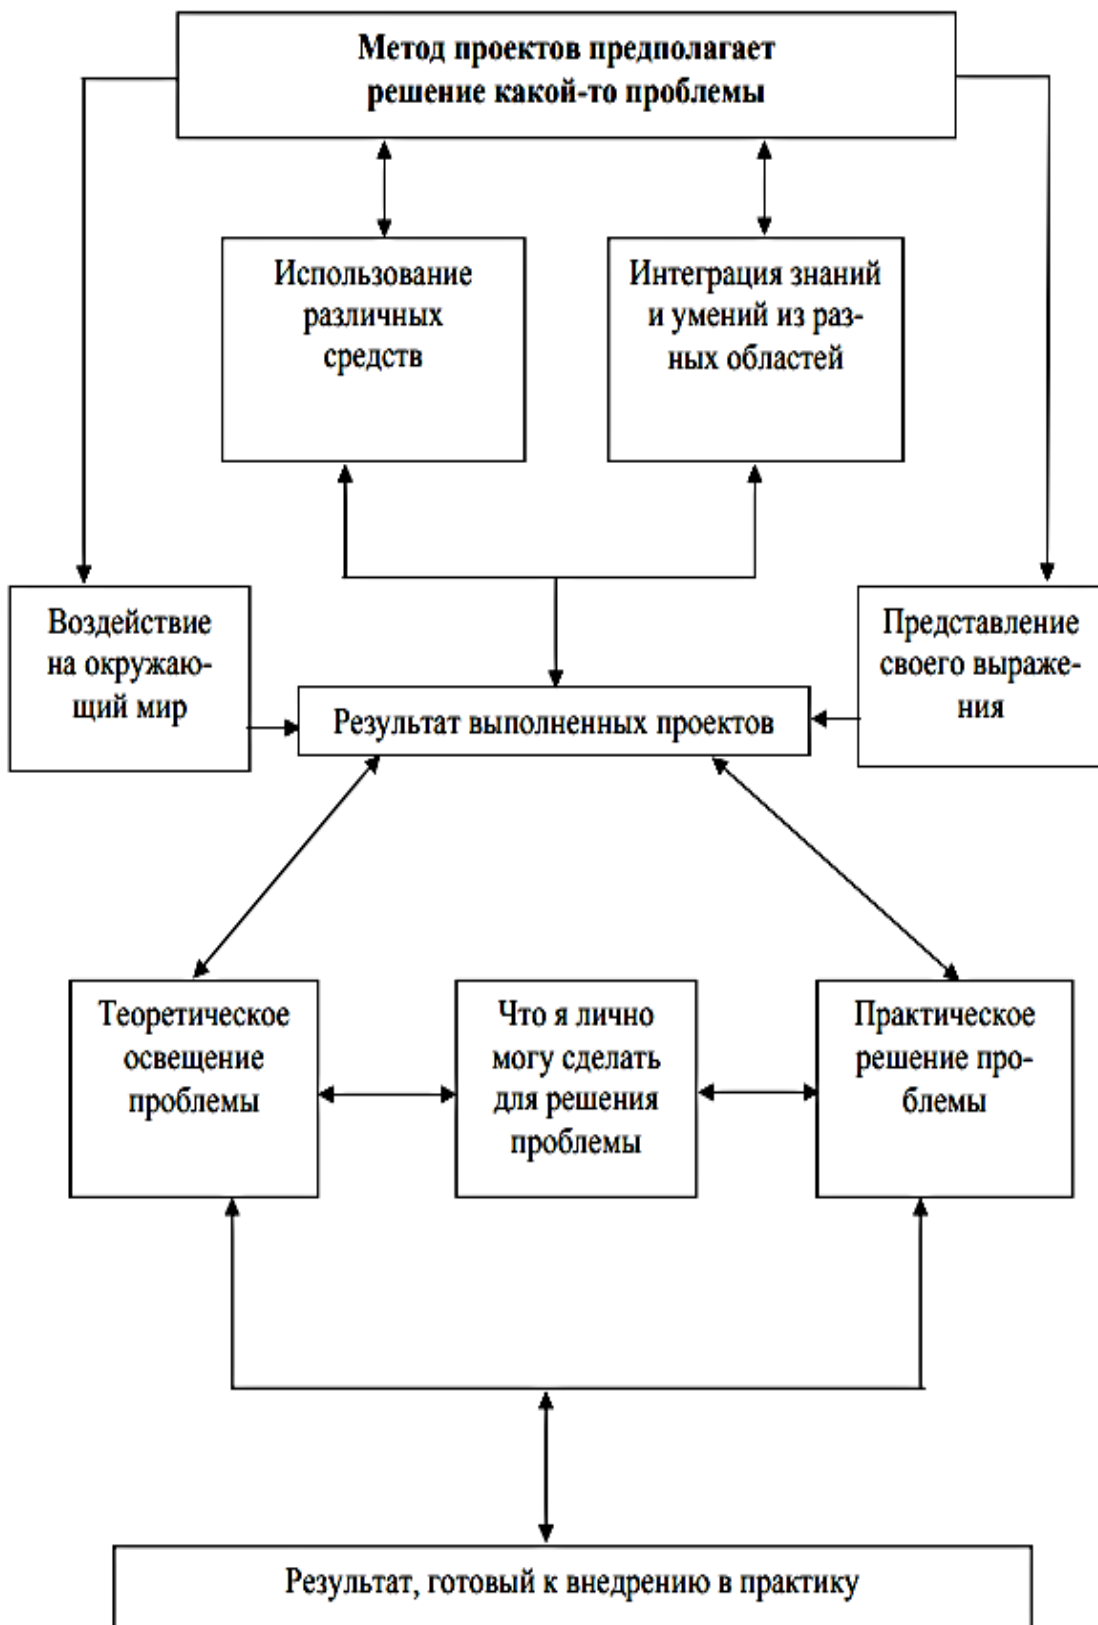 Метод проектов предполагает
решение какой-то проблемы
Использование
различных
средств
Интеграция знаний
и умений из раз-
ных областей
Воздействие
на окружаю-
щий мир
Представление
своего выраже-
ния
Результат выполненных проектов
Теоретическое
освещение
проблемы
Что я лично
могу сделать
для решения
проблемы
Практическое
решение про-
блемы
Результат, готовый к внедрению в практику